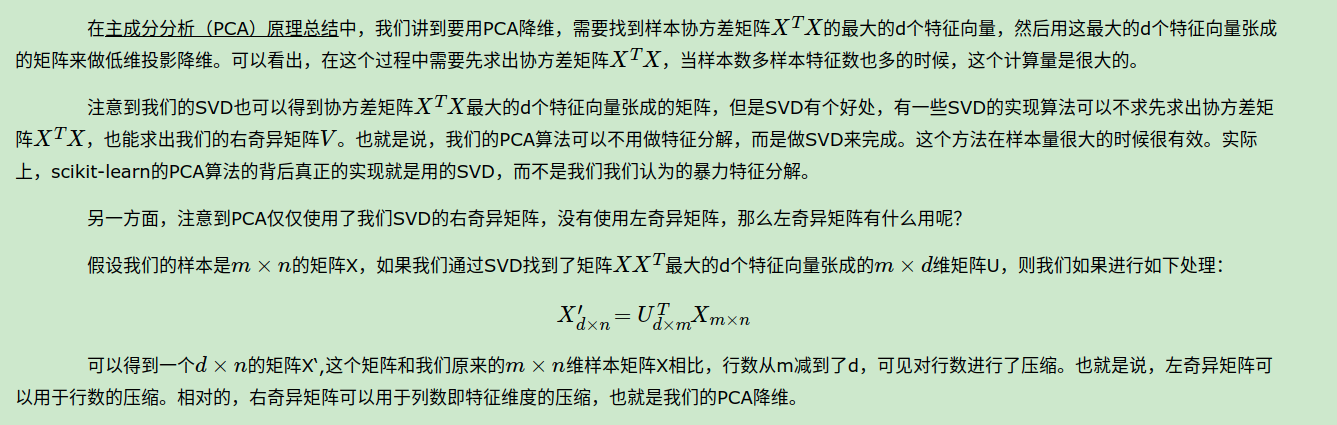 在主成分分析（PCA）原理总结中，我们讲到要用PCA降维，需要找到样本协方差矩阵X^T X的最大的d个特征向量，然后用这最大的d个特征向量张成
的矩阵来做低维投影降维。可以看出，在这个过程中需要先求出协方差矩阵X^T X，当样本数多样本特征数也多的时候，这个计算量是很大的。
注意到我们的SVD也可以得到协方差矩阵X^T X最大的d个特征向量张成的矩阵，但是SVD有个好处，有一些SVD的实现算法可以不求先求出协方差矩
阵X^T X，也能求出我们的右奇异矩阵V。也就是说，我们的PCA算法可以不用做特征分解，而是做SVD来完成。这个方法在样本量很大的时候很有效。实际
上，scikit-learn的PCA算法的背后真正的实现就是用的SVD，而不是我们我们认为的暴力特征分解。
另一方面，注意到PCA仅仅使用了我们SVD的右奇异矩阵，没有使用左奇异矩阵，那么左奇异矩阵有什么用呢？
假设我们的样本是m × n的矩阵X，如果我们通过SVD找到了矩阵XX^T最大的d个特征向量张成的m × d维矩阵U，则我们如果进行如下处理：
X'_{d×n} = U^T_{d×m} X_{m×n}
可以得到一个d × n的矩阵X‘,这个矩阵和我们原来的m × n维样本矩阵X相比，行数从m减到了d，可见对行数进行了压缩。也就是说，左奇异矩阵可
以用于行数的压缩。相对的，右奇异矩阵可以用于列数即特征维度的压缩，也就是我们的PCA降维。